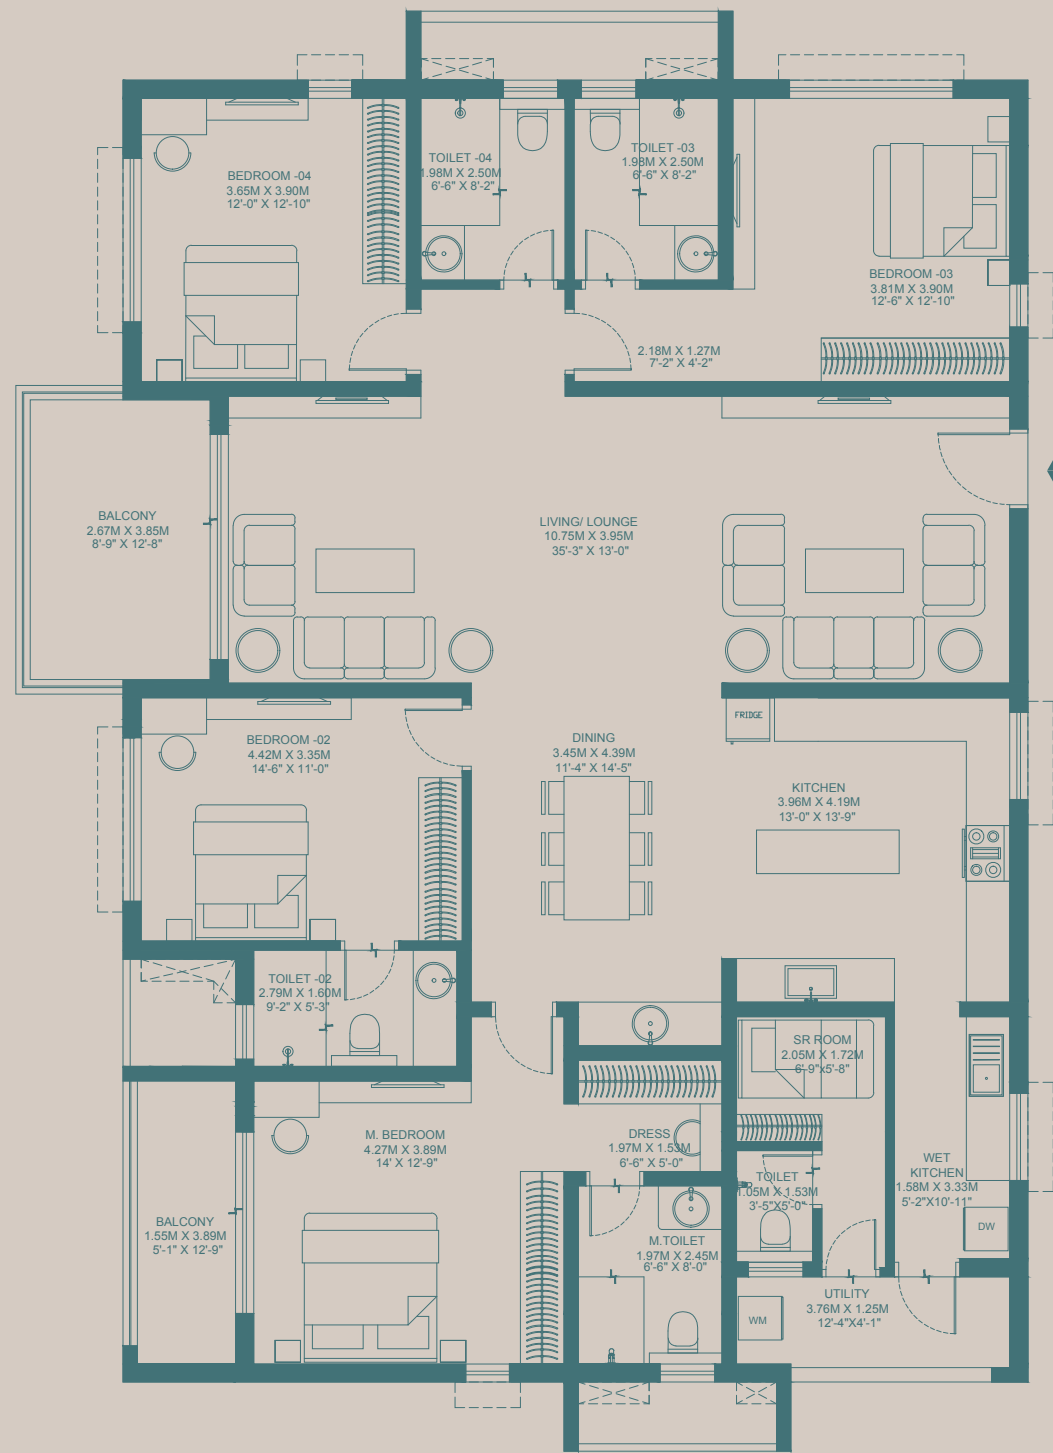 TOILET -04
1.98M X 2.50M
6'-6" X 8'-2"
TOILET -03
1.98M X 2.50M
6'-6" X 8'-2"
BEDROOM -04
3.65M X 3.90M
12'-0" X 12'-10"
BEDROOM -03
3.81M X 3.90M
12'-6" X 12'-10"
2.18M X 1.27M
7'-2" X 4'-2"
BALCONY
2.67M X 3.85M
8'-9" X 12'-8"
LIVING/ LOUNGE
10.75M X 3.95M
35'-3" X 13'-0"
FRIDGE
BEDROOM -02
4.42M X 3.35M
14'-6" X 11'-0"
DINING
3.45M X 4.39M
11'-4" X 14'-5"
KITCHEN
3.96M X 4.19M
13'-0" X 13'-9"
TOILET -02
2.79M X 1.60M
9'-2" X 5'-3"
SR ROOM
2.05M X 1.72M
6'-9"x5'-8"
M. BEDROOM
4.27M X 3.89M
14' X 12'-9"
DRESS
1.97M X 1.53M
6'-6" X 5'-0"
TOILET
1.05M X 1.53M
3'-5"X5'-0"
WET
KITCHEN
1.58M X 3.33M
5'-2"X10'-11"
BALCONY
1.55M X 3.89M
5'-1" X 12'-9"
M.TOILET
1.97M X 2.45M
6'-6" X 8'-0"
DW
UTILITY
3.76M X 1.25M
12'-4"X4'-1"
WM